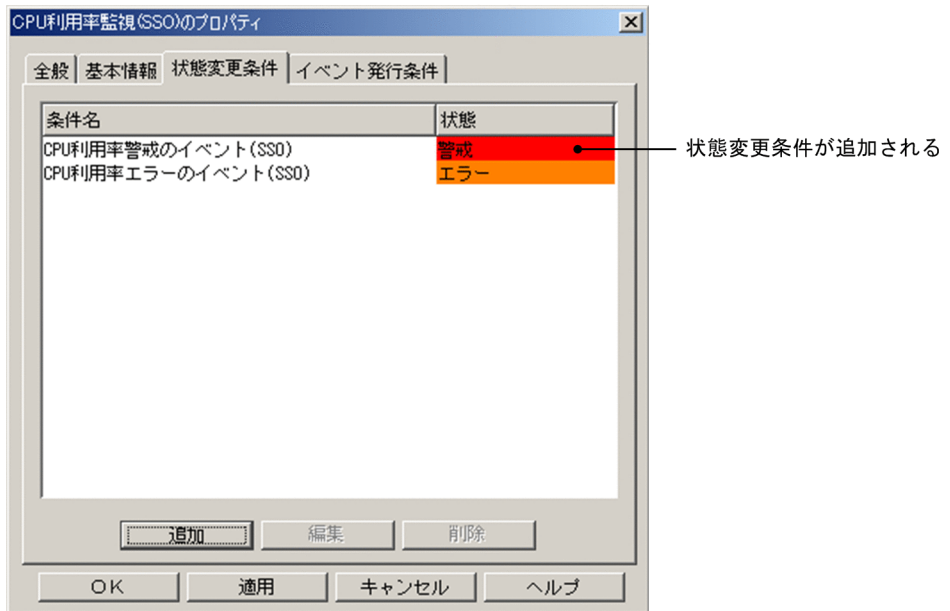 CPU利用率監視(SSO)のプロパティ
全般 基本情報 状態変更条件 イベント発行条件
条件名 状態
CPU利用率警戒のイベント(SSO) 警戒
状態変更条件が追加される
CPU利用率エラーのイベント(SSO) エラー
追加 編集 削除
OK 適用 キャンセル ヘルプ